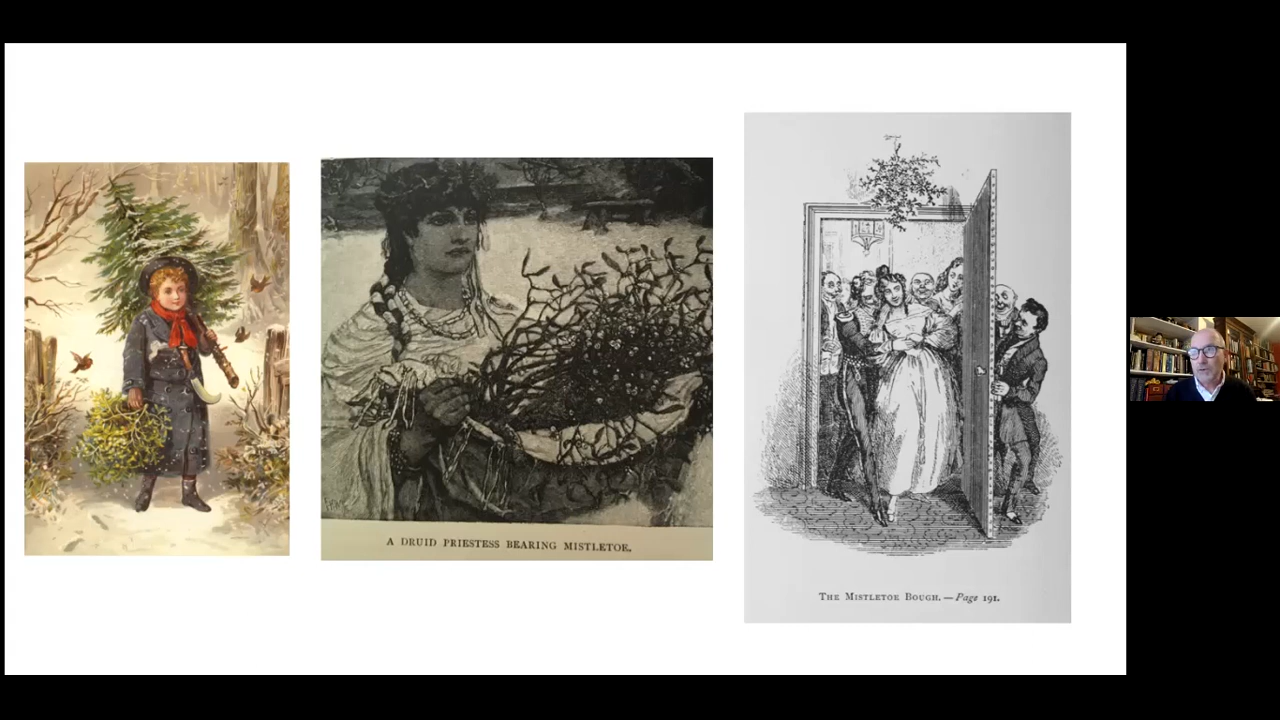 A DRUID PRIESTESS BEARING MISTLETOE.
THE MISTLETOE BOUGH.—Page 191.